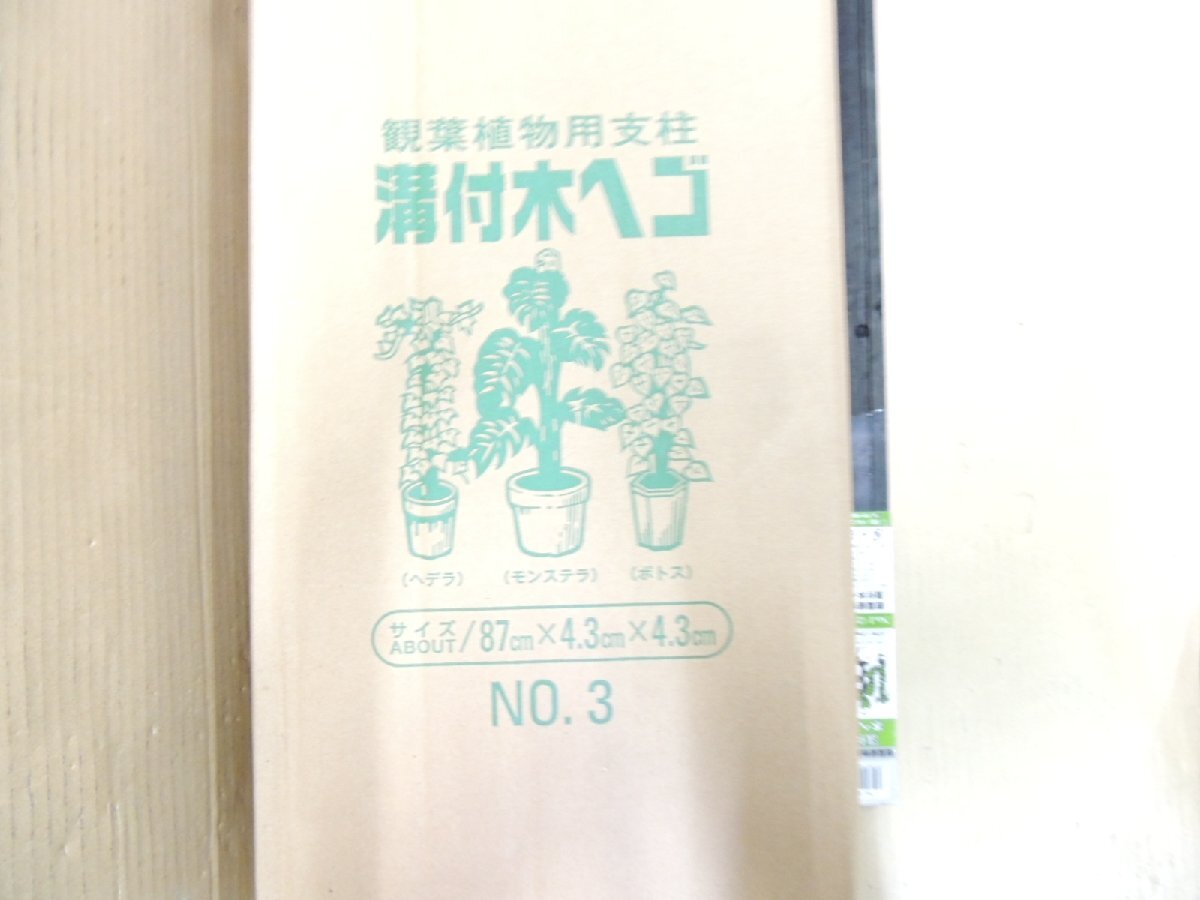 観葉植物用支柱
溝付木ヘゴ
(ヘデラ) (モンステラ) (ポトス)
サイズ
ABOUT/87cm×4.3cm×4.3cm
NO. 3